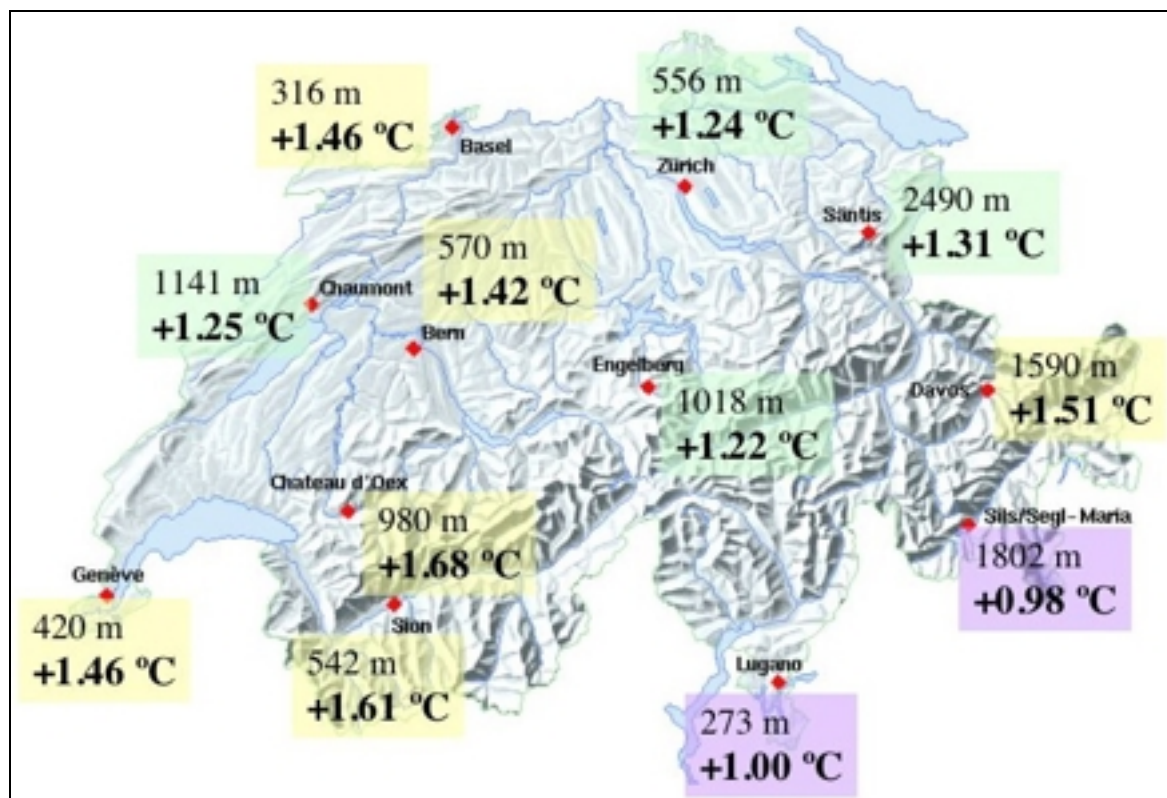 316 m
+1.46 ºC
Basel
556 m
+1.24 ºC
Zürich
Säntis
2490 m
+1.31 ºC
570 m
+1.42 ºC
Bern
1141 m
+1.25 ºC
Chaumont
Engelberg
1018 m
+1.22 ºC
Davos
1590 m
+1.51 ºC
Chateau d'Oex
980 m
+1.68 ºC
Sils/Segl-Maria
1802 m
+0.98 ºC
Genève
420 m
+1.46 ºC
Sion
542 m
+1.61 ºC
Lugano
273 m
+1.00 ºC